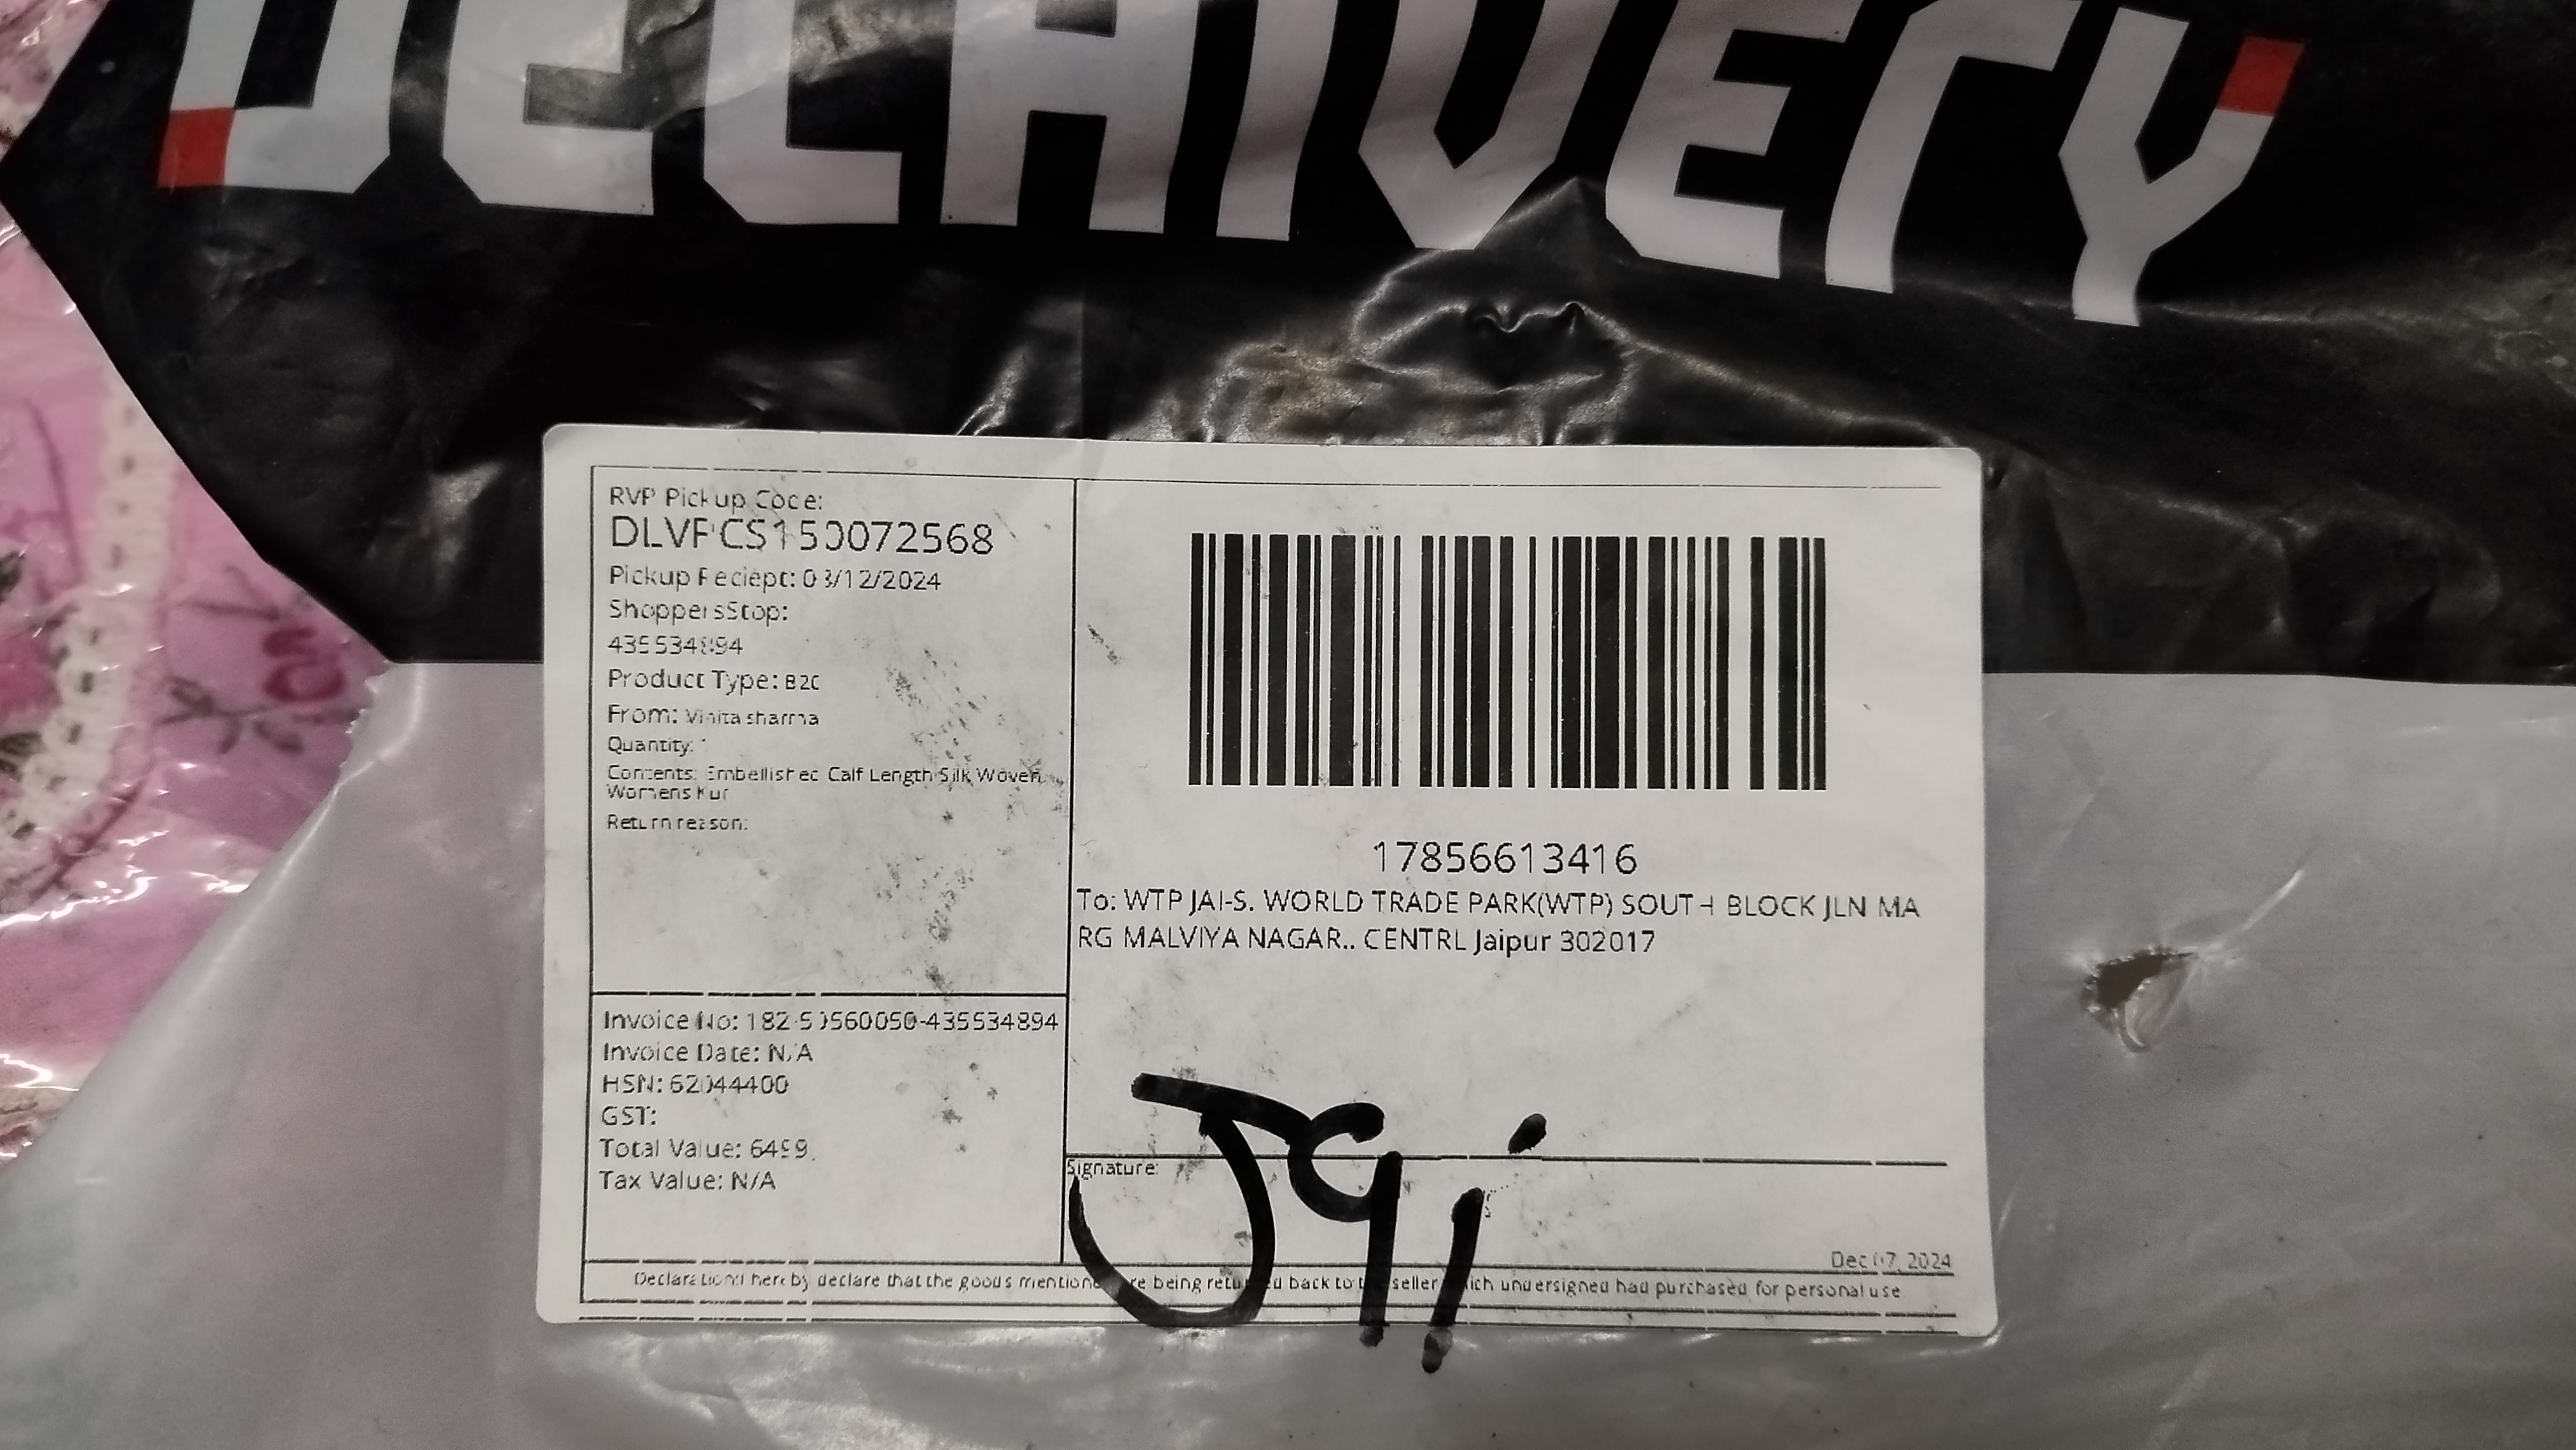 DELHIVERY
RVP Pickup Code:
DLVPCS150072568
Pickup Reciept: 03/12/2024
ShoppersStop:
435534894
Product Type: B2C
From: Vinita sharma
Quantity: 1
Contents: Embellished Calf Length Silk Woven
Womens Kur
Return reason:
17856613416
To: WTP JAI-S. WORLD TRADE PARK(WTP) SOUTH BLOCK JLN MA
RG MALVIYA NAGAR.. CENTRL Jaipur 302017
Invoice No: -435534894
Invoice Date: N/A
HSN: 62044400
GST:
Total Value: 6499
Tax Value: N/A
Signature:
Jai
Dec 07, 2024
Declaration: I hereby declare that the goods mentioned are being returned back to the seller which undersigned had purchased for personal use